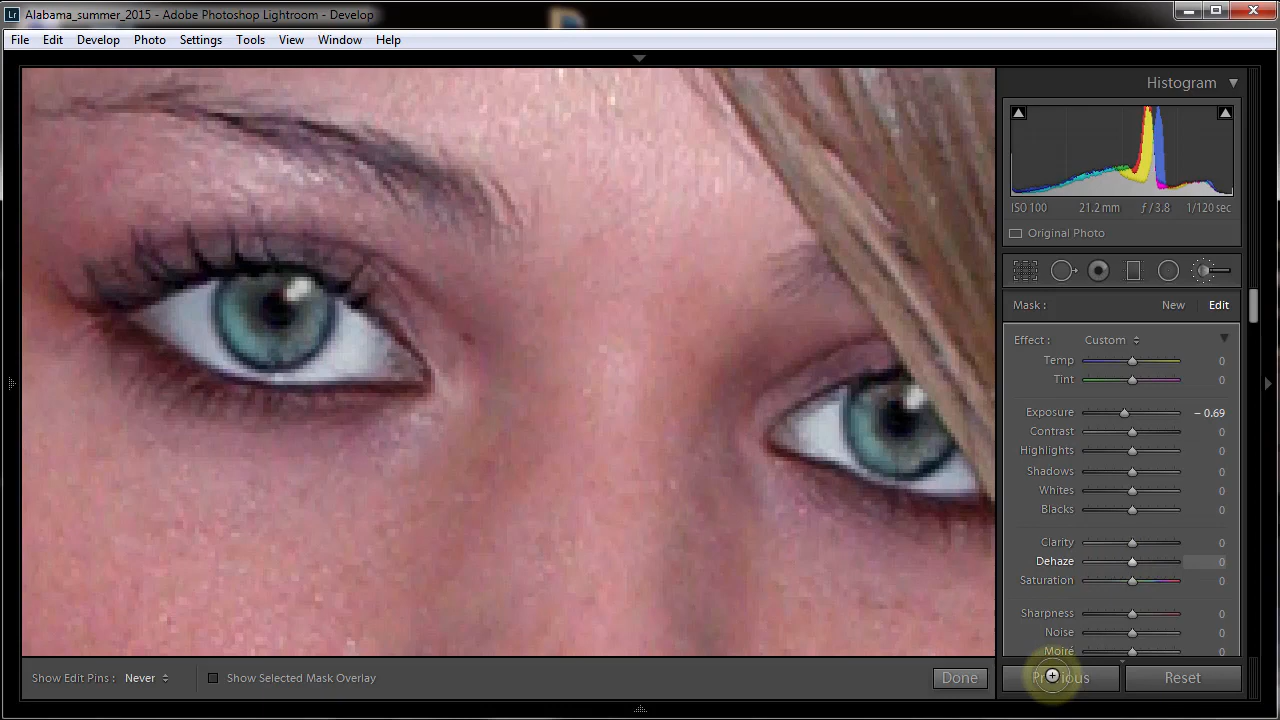 Lr Alabama_summer_2015 - Adobe Photoshop Lightroom - Develop
File Edit Develop Photo Settings Tools View Window Help
Histogram
ISO 100 21.2 mm ƒ / 3.8 1/120 sec
Original Photo
Mask : New Edit
Effect : Custom
Temp 0
Tint 0
Exposure – 0.69
Contrast 0
Highlights 0
Shadows 0
Whites 0
Blacks 0
Clarity 0
Dehaze 0
Saturation 0
Sharpness 0
Noise 0
Moiré 0
Show Edit Pins : Never Show Selected Mask Overlay Done Previous Reset